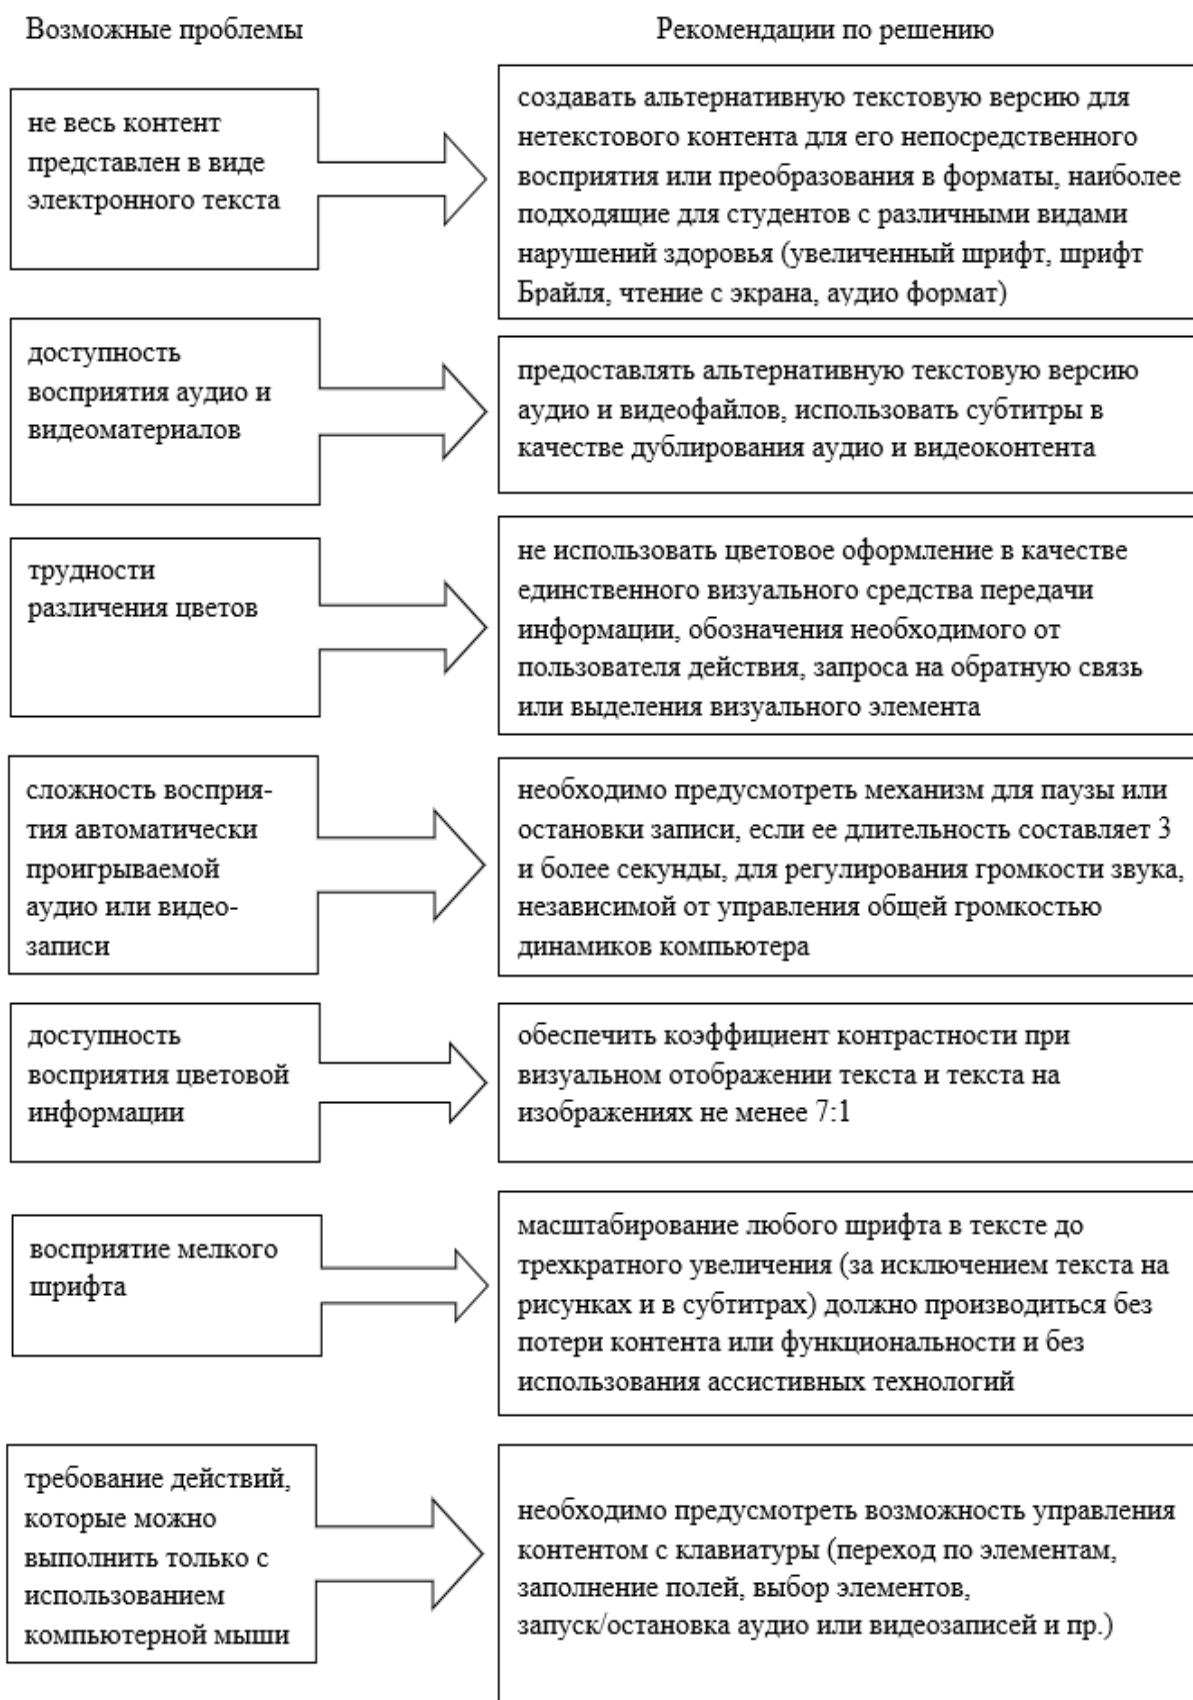 Возможные проблемы
Рекомендации по решению
не весь контент
представлен в виде
электронного текста
создавать альтернативную текстовую версию для
нетекстового контента для его непосредственного
восприятия или преобразования в форматы, наиболее
подходящие для студентов с различными видами
нарушений здоровья (увеличенный шрифт, шрифт
Брайля, чтение с экрана, аудио формат)
доступность
восприятия аудио и
видеоматериалов
предоставлять альтернативную текстовую версию
аудио и видеофайлов, использовать субтитры в
качестве дублирования аудио и видеоконтента
трудности
различения цветов
не использовать цветовое оформление в качестве
единственного визуального средства передачи
информации, обозначения необходимого от
пользователя действия, запроса на обратную связь
или выделения визуального элемента
сложность восприя-
тия автоматически
проигрываемой
аудио или видео-
записи
необходимо предусмотреть механизм для паузы или
остановки записи, если ее длительность составляет 3
и более секунды, для регулирования громкости звука,
независимой от управления общей громкостью
динамиков компьютера
доступность
восприятия цветовой
информации
обеспечить коэффициент контрастности при
визуальном отображении текста и текста на
изображениях не менее 7:1
восприятие мелкого
шрифта
масштабирование любого шрифта в тексте до
трехкратного увеличения (за исключением текста на
рисунках и в субтитрах) должно производиться без
потери контента или функциональности и без
использования ассистивных технологий
требование действий,
которые можно
выполнить только с
использованием
компьютерной мыши
необходимо предусмотреть возможность управления
контентом с клавиатуры (переход по элементам,
заполнение полей, выбор элементов,
запуск/остановка аудио или видеозаписей и пр.)